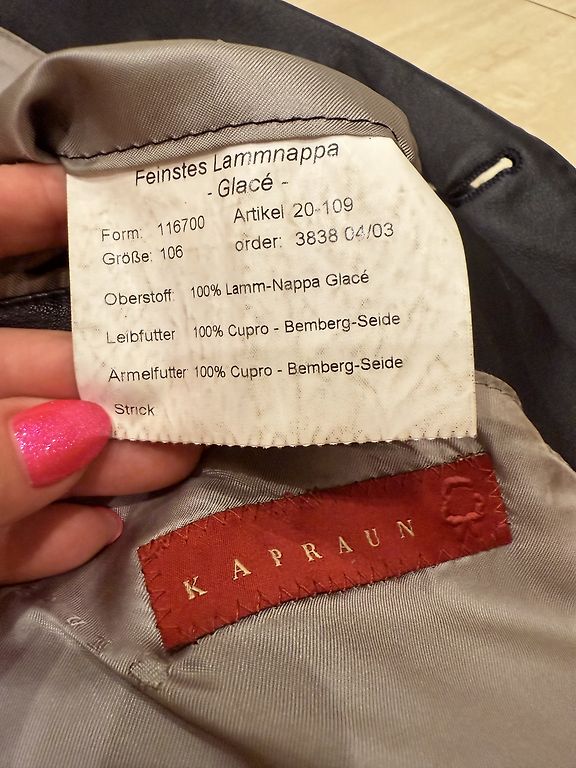 Feinstes Lammnappa
- Glacé -
Form: 116700 Artikel 20-109
Größe: 106 order: 3838 04/03
Oberstoff 100% Lamm-Nappa Glacé
Leibfutter 100% Cupro - Bemberg-Seide
Armelfutter 100% Cupro - Bemberg-Seide
Strick
KAPRAUN